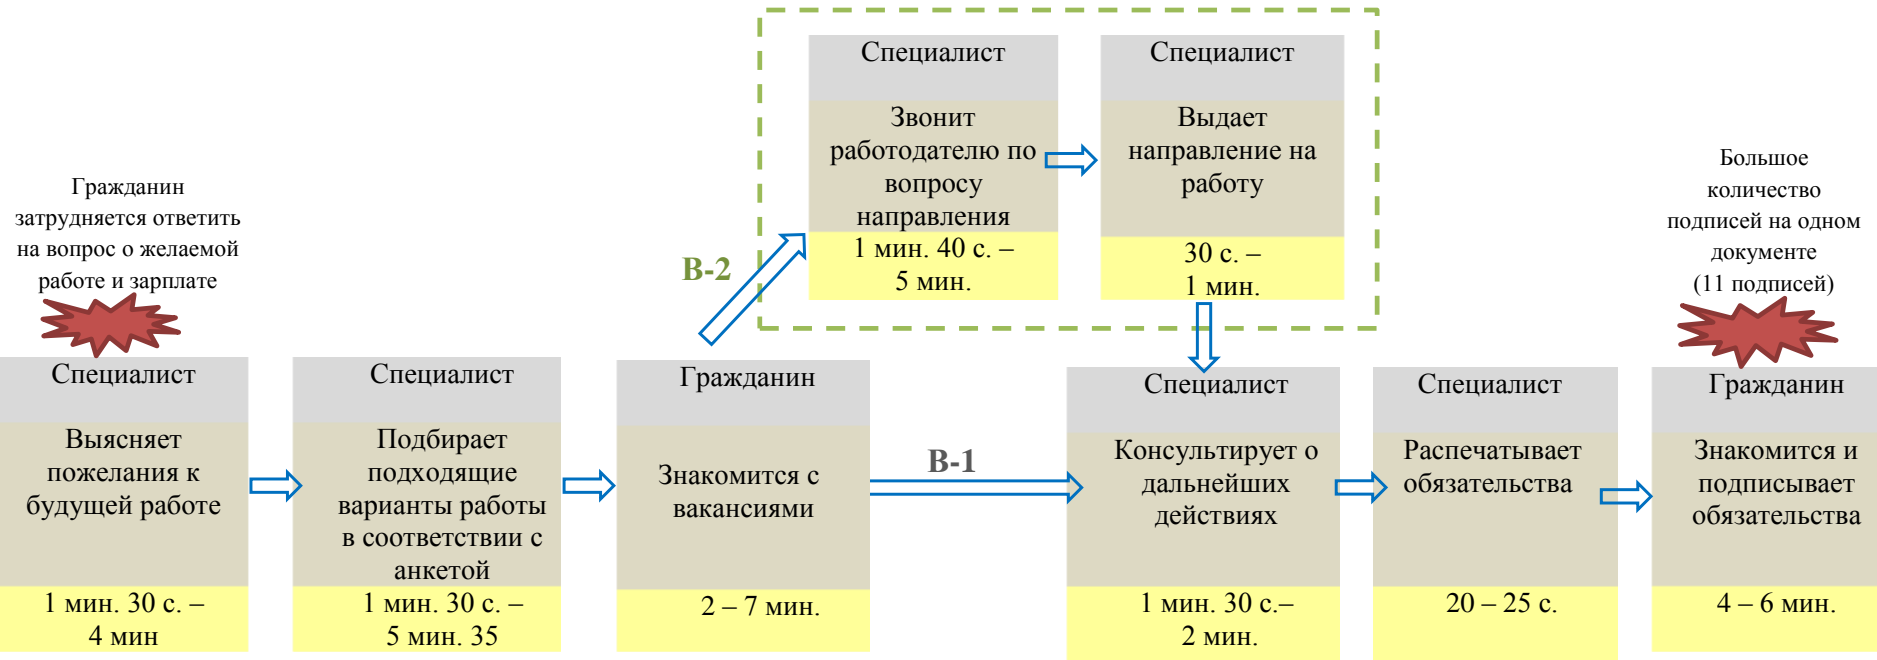 Специалист
Звонит
работодателю по
вопросу
направления
1 мин. 40 с. –
5 мин.
Специалист
Выдает
направление на
работу
30 с. –
1 мин.
Гражданин
затрудняется ответить
на вопрос о желаемой
работе и зарплате
Большое
количество
подписей на одном
документе
(11 подписей)
В-2
Специалист
Выясняет
пожелания к
будущей работе
1 мин. 30 с. –
4 мин
Специалист
Подбирает
подходящие
варианты работы
в соответствии с
анкетой
1 мин. 30 с. –
5 мин. 35
Гражданин
Знакомится с
вакансиями
2 – 7 мин.
В-1
Специалист
Консультирует о
дальнейших
действиях
1 мин. 30 с.–
2 мин.
Специалист
Распечатывает
обязательства
20 – 25 с.
Гражданин
Знакомится и
подписывает
обязательства
4 – 6 мин.